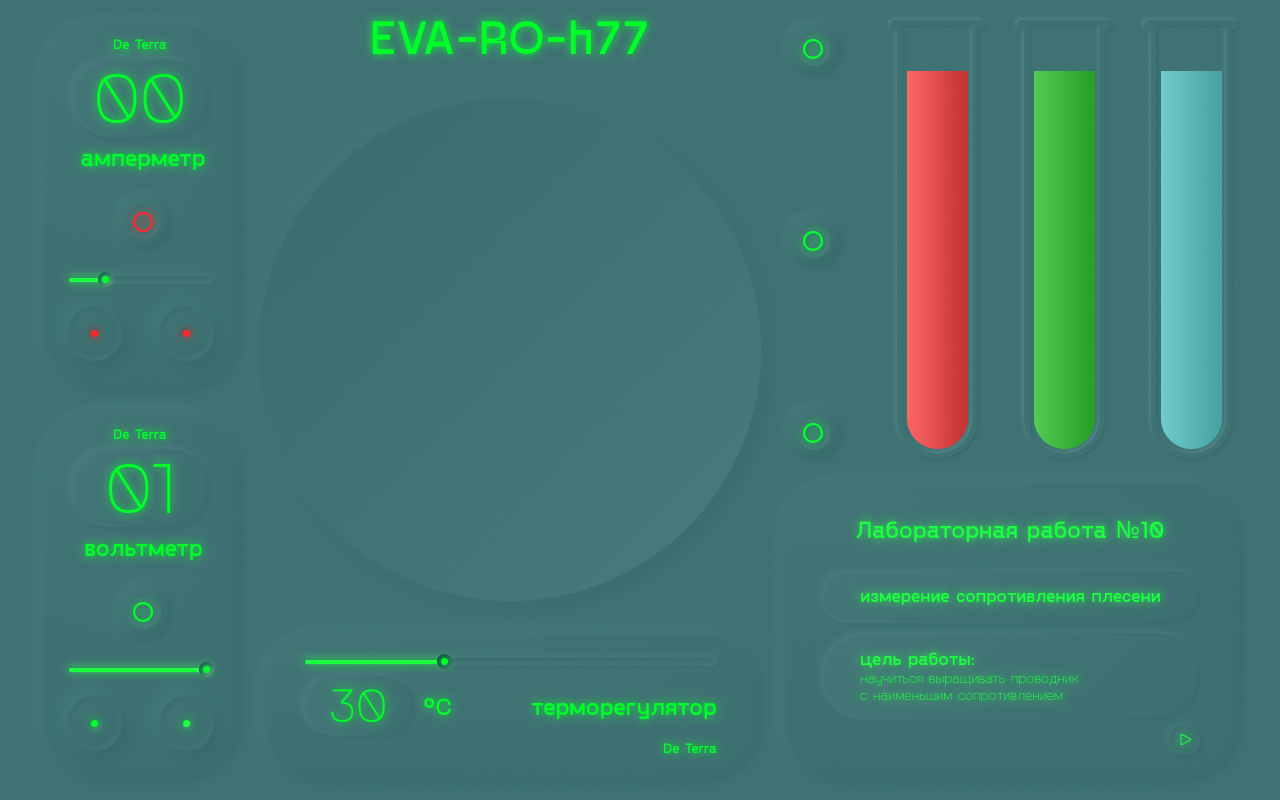 De Terra
00
амперметр
De Terra
01
вольтметр
EVA-RO-h77
30 °C
терморегулятор
De Terra
Лабораторная работа №10
измерение сопротивления плесени
цель работы:
научиться выращивать проводник
с наименьшим сопротивлением